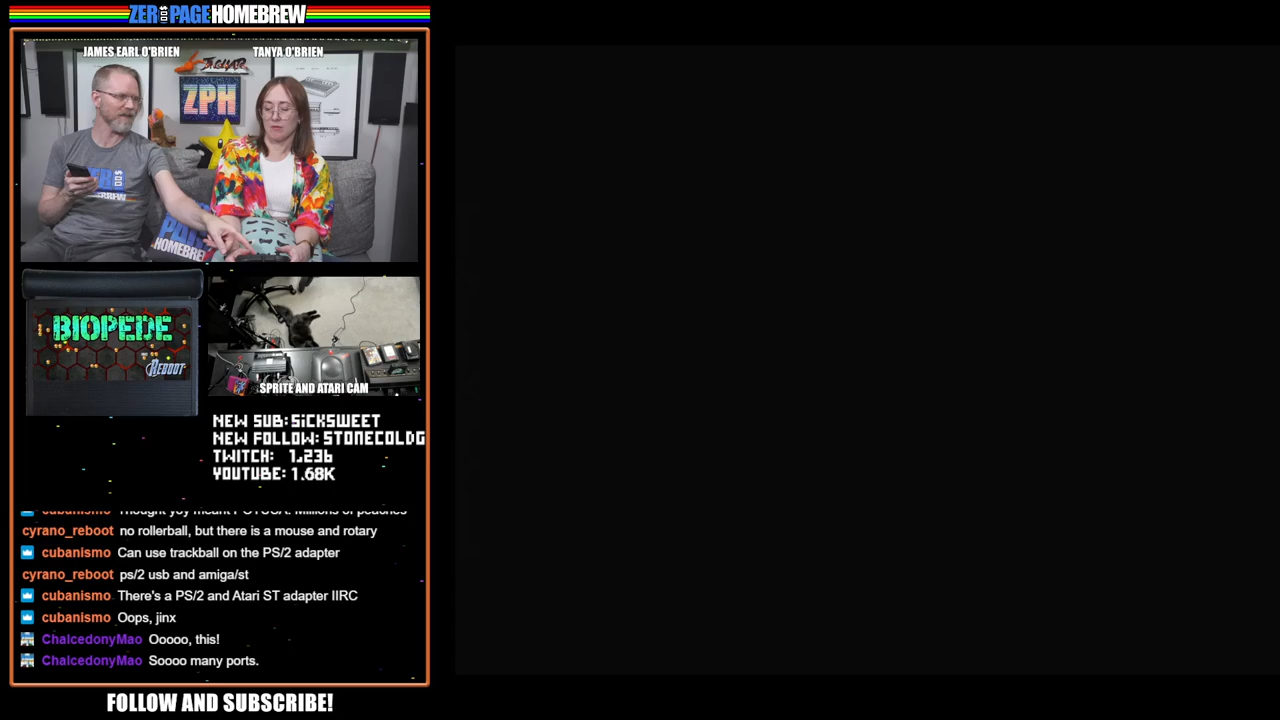 ZEROPAGE HOMEBREW
JAMES EARL O'BRIEN
TANYA O'BRIEN
JAGUAR
ZPH
HOMEBREW
BIOPEDE
REBOOT
SPRITE AND ATARI CAM
NEW SUB: SICKSWEET
NEW FOLLOW: STONECOLDG
TWITCH: 1,236
YOUTUBE: 1.68K
cyrano_reboot no rollerball, but there is a mouse and rotary
cubanismo Can use trackball on the PS/2 adapter
cyrano_reboot ps/2 usb and amiga/st
cubanismo There's a PS/2 and Atari ST adapter IIRC
cubanismo Oops, jinx
ChalcedonyMao Ooooo, this!
ChalcedonyMao Soooo many ports.
FOLLOW AND SUBSCRIBE!